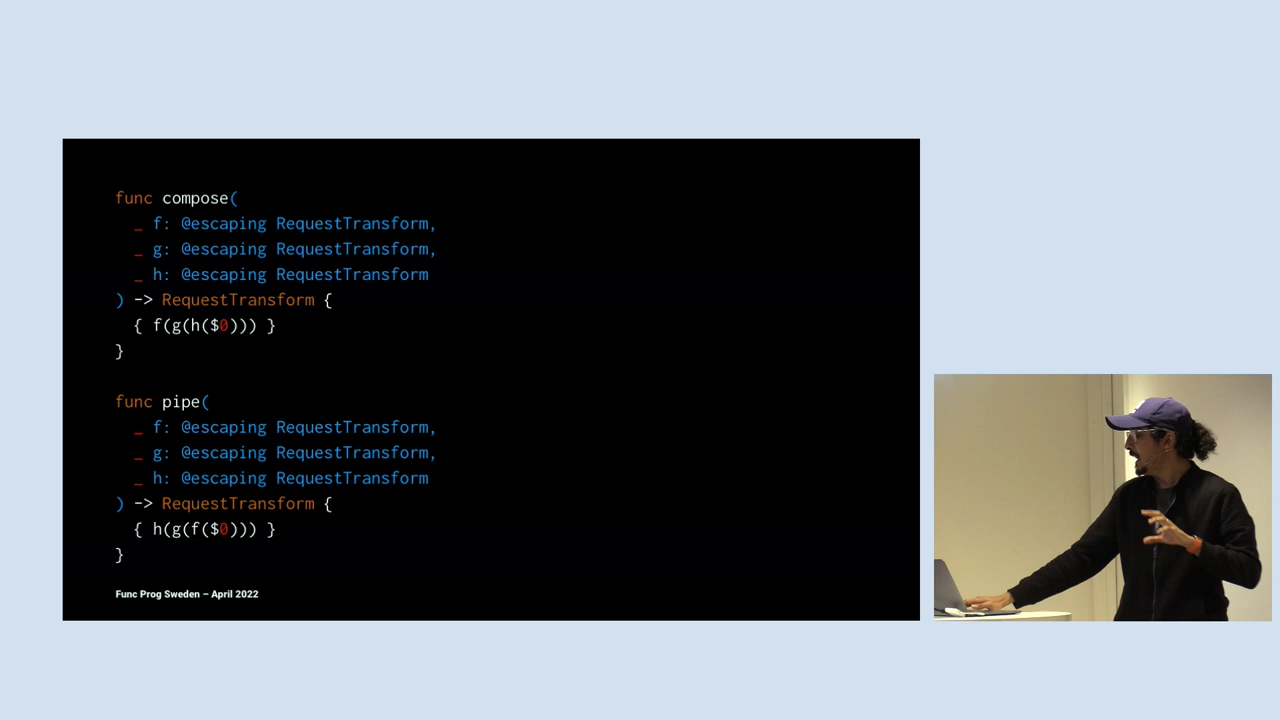 func compose(
  _ f: @escaping RequestTransform,
  _ g: @escaping RequestTransform,
  _ h: @escaping RequestTransform
) -> RequestTransform {
  { f(g(h($0))) }
}
func pipe(
  _ f: @escaping RequestTransform,
  _ g: @escaping RequestTransform,
  _ h: @escaping RequestTransform
) -> RequestTransform {
  { h(g(f($0))) }
}
Func Prog Sweden – April 2022